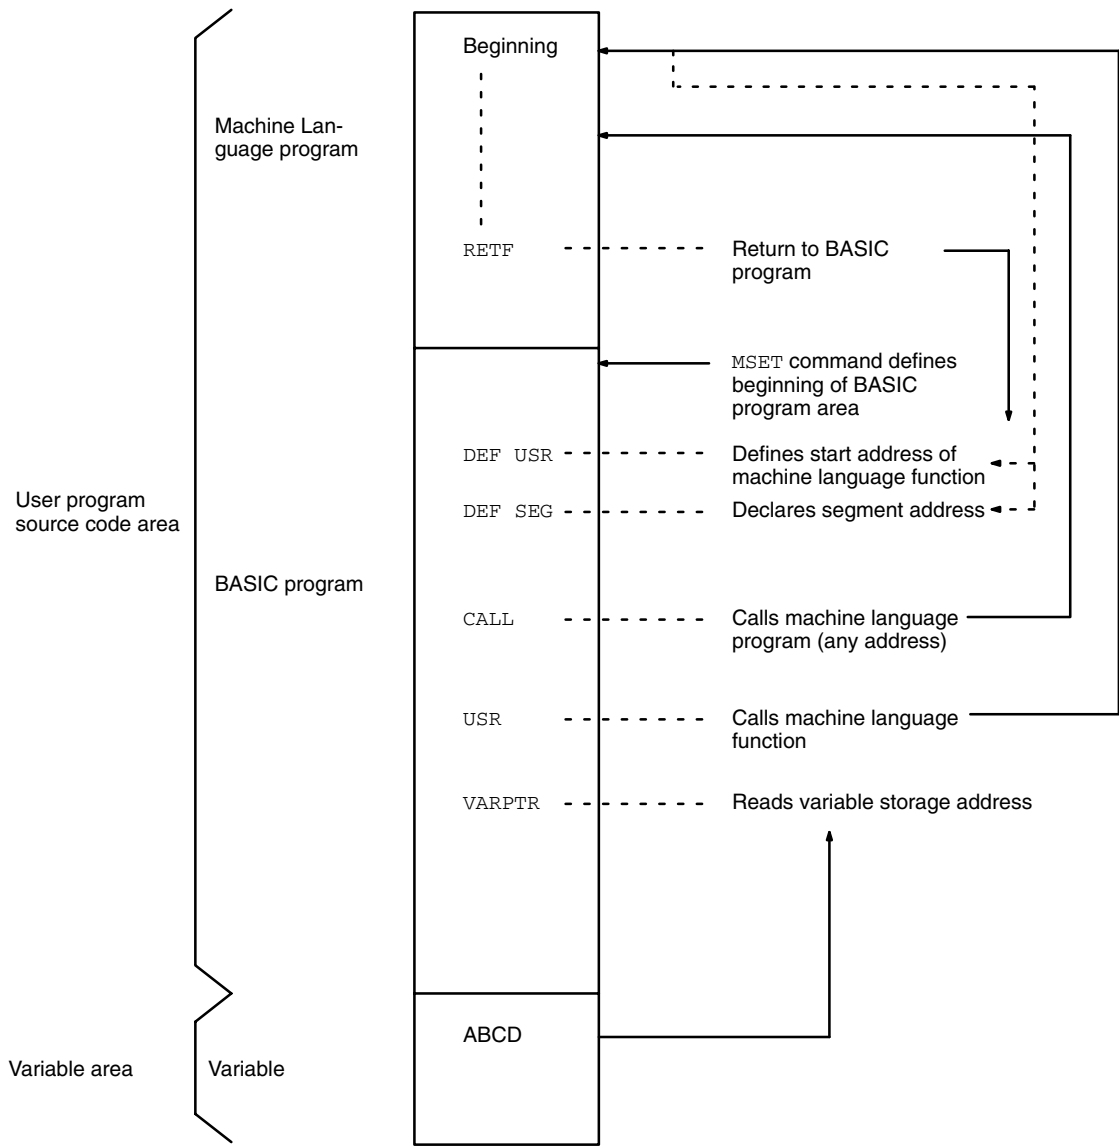 Beginning
Machine Lan-
guage program
RETF
Return to BASIC
program
MSET command defines
beginning of BASIC
program area
DEF USR
Defines start address of
machine language function
User program
source code area
DEF SEG
Declares segment address
BASIC program
CALL
Calls machine language
program (any address)
USR
Calls machine language
function
VARPTR
Reads variable storage address
ABCD
Variable area
Variable